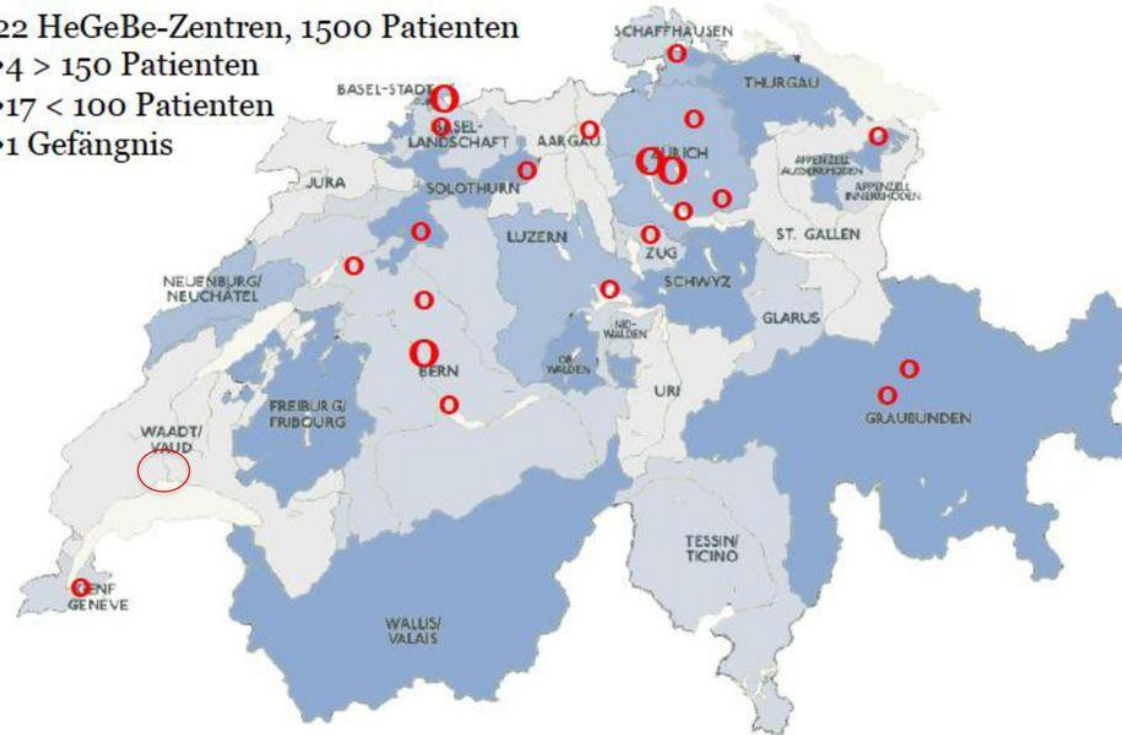 22 HeGeBe-Zentren, 1500 Patienten
•4 > 150 Patienten
•17 < 100 Patienten
•1 Gefängnis
SCHAFFHAUSEN
THURGAU
BASEL-STADT
BASEL-
LANDSCHAFT
AARGAU
ZÜRICH
APPENZELL
AUSSERRHODEN
APPENZELL
INNERRHODEN
JURA
SOLOTHURN
LUZERN
ZUG
ST. GALLEN
NEUENBURG/
NEUCHÂTEL
SCHWYZ
GLARUS
NID-
WALDEN
OB
WALDEN
BERN
URI
FREIBURG/
FRIBOURG
GRAUBUNDEN
WAADT/
VAUD
TESSIN/
TICINO
GENF
GENEVE
WALLIS/
VALAIS